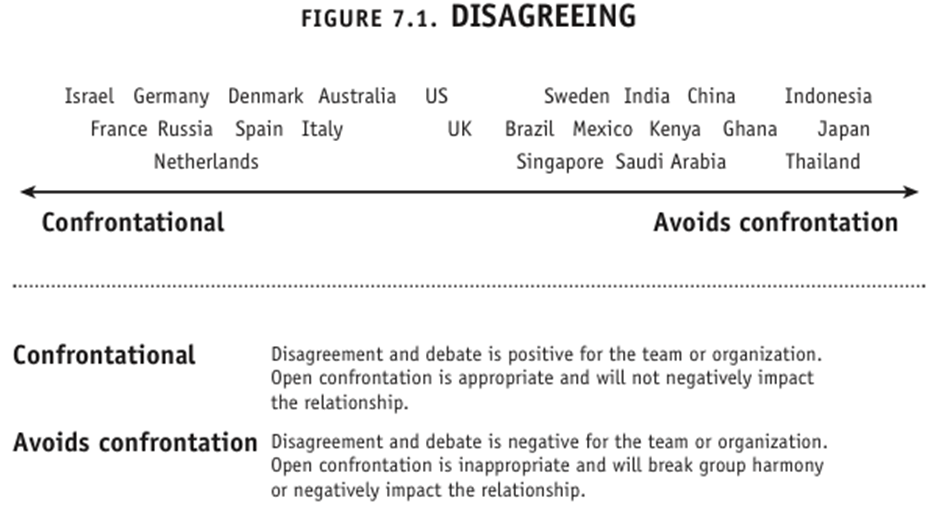 FIGURE 7.1. DISAGREEING
Israel Germany Denmark Australia US Sweden India China Indonesia
France Russia Spain Italy UK Brazil Mexico Kenya Ghana Japan
Netherlands Singapore Saudi Arabia Thailand
Confrontational Avoids confrontation
Confrontational Disagreement and debate is positive for the team or organization.
Open confrontation is appropriate and will not negatively impact
the relationship.
Avoids confrontation Disagreement and debate is negative for the team or organization.
Open confrontation is inappropriate and will break group harmony
or negatively impact the relationship.